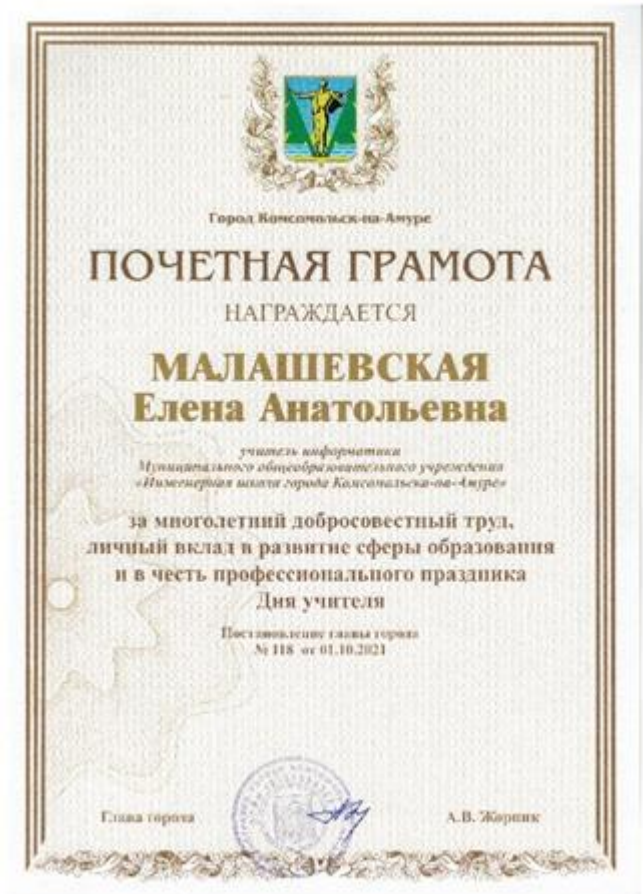 Город Комсомольск-на-Амуре
ПОЧЕТНАЯ ГРАМОТА
НАГРАЖДАЕТСЯ
МАЛАШЕВСКАЯ
Елена Анатольевна
учитель информатики
Муниципального общеобразовательного учреждения
«Инженерная школа города Комсомольска-на-Амуре»
за многолетний добросовестный труд,
личный вклад в развитие сферы образования
и в честь профессионального праздника
Дня учителя
Постановление главы города
№ 118 от 01.10.2021
Глава города
А.В. Жорник